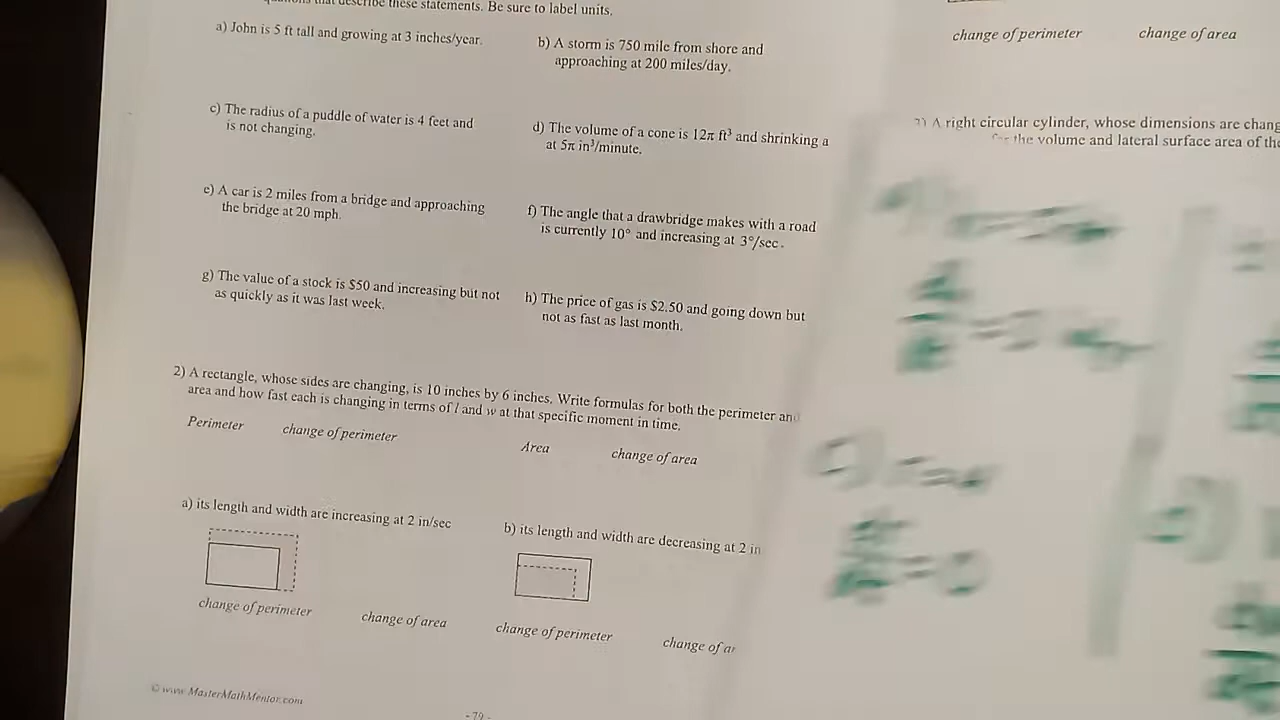 that describe these statements. Be sure to label units.
a) John is 5 ft tall and growing at 3 inches/year.
b) A storm is 750 mile from shore and
approaching at 200 miles/day.
c) The radius of a puddle of water is 4 feet and
is not changing.
d) The volume of a cone is 12π ft³ and shrinking a
at 5π in³/minute.
e) A car is 2 miles from a bridge and approaching
the bridge at 20 mph.
f) The angle that a drawbridge makes with a road
is currently 10° and increasing at 3°/sec.
g) The value of a stock is $50 and increasing but not
as quickly as it was last week.
h) The price of gas is $2.50 and going down but
not as fast as last month.
2) A rectangle, whose sides are changing, is 10 inches by 6 inches. Write formulas for both the perimeter and
area and how fast each is changing in terms of l and w at that specific moment in time.
Perimeter change of perimeter Area change of area
a) its length and width are increasing at 2 in/sec
b) its length and width are decreasing at 2 in
change of perimeter change of area change of perimeter change of ar
© www.MasterMathMentor.com
- 79 -
change of perimeter change of area
A right circular cylinder, whose dimensions are chang
the volume and lateral surface area of the
c) r=4
dr
dt = 0